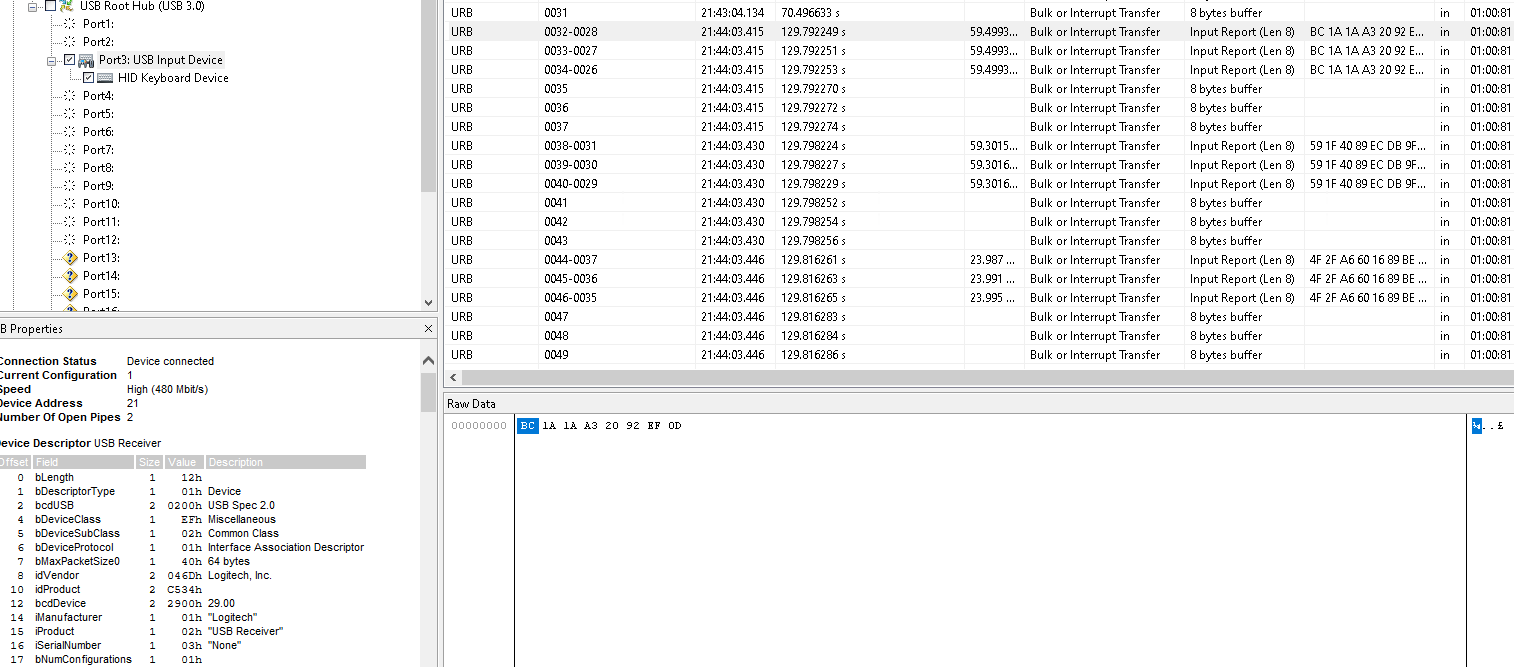 USB Root Hub (USB 3.0)
Port1:
Port2:
Port3: USB Input Device
HID Keyboard Device
Port4:
Port5:
Port6:
Port7:
Port8:
Port9:
Port10:
Port11:
Port12:
Port13:
Port14:
Port15:
B Properties
Connection Status Device connected
Current Configuration 1
Speed High (480 Mbit/s)
Device Address 21
Number Of Open Pipes 2
Device Descriptor USB Receiver
Offset Field Size Value Description
0 bLength 1 12h
1 bDescriptorType 1 01h Device
2 bcdUSB 2 0200h USB Spec 2.0
4 bDeviceClass 1 EFh Miscellaneous
5 bDeviceSubClass 1 02h Common Class
6 bDeviceProtocol 1 01h Interface Association Descriptor
7 bMaxPacketSize0 1 40h 64 bytes
8 idVendor 2 046Dh Logitech, Inc.
10 idProduct 2 C534h
12 bcdDevice 2 2900h 29.00
14 iManufacturer 1 01h "Logitech"
15 iProduct 1 02h "USB Receiver"
16 iSerialNumber 1 03h "None"
17 bNumConfigurations 1 01h
URB 0031 21:43:04.134 70.496633 s Bulk or Interrupt Transfer 8 bytes buffer in 01:00:81
URB 0032-0028 21:44:03.415 129.792249 s 59.4993... Bulk or Interrupt Transfer Input Report (Len 8) BC 1A 1A A3 20 92 E... in 01:00:81
URB 0033-0027 21:44:03.415 129.792251 s 59.4993... Bulk or Interrupt Transfer Input Report (Len 8) BC 1A 1A A3 20 92 E... in 01:00:81
URB 0034-0026 21:44:03.415 129.792253 s 59.4993... Bulk or Interrupt Transfer Input Report (Len 8) BC 1A 1A A3 20 92 E... in 01:00:81
URB 0035 21:44:03.415 129.792270 s Bulk or Interrupt Transfer 8 bytes buffer in 01:00:81
URB 0036 21:44:03.415 129.792272 s Bulk or Interrupt Transfer 8 bytes buffer in 01:00:81
URB 0037 21:44:03.415 129.792274 s Bulk or Interrupt Transfer 8 bytes buffer in 01:00:81
URB 0038-0031 21:44:03.430 129.798224 s 59.3015... Bulk or Interrupt Transfer Input Report (Len 8) 59 1F 40 89 EC DB 9F... in 01:00:81
URB 0039-0030 21:44:03.430 129.798227 s 59.3016... Bulk or Interrupt Transfer Input Report (Len 8) 59 1F 40 89 EC DB 9F... in 01:00:81
URB 0040-0029 21:44:03.430 129.798229 s 59.3016... Bulk or Interrupt Transfer Input Report (Len 8) 59 1F 40 89 EC DB 9F... in 01:00:81
URB 0041 21:44:03.430 129.798252 s Bulk or Interrupt Transfer 8 bytes buffer in 01:00:81
URB 0042 21:44:03.430 129.798254 s Bulk or Interrupt Transfer 8 bytes buffer in 01:00:81
URB 0043 21:44:03.430 129.798256 s Bulk or Interrupt Transfer 8 bytes buffer in 01:00:81
URB 0044-0037 21:44:03.446 129.816261 s 23.987 ... Bulk or Interrupt Transfer Input Report (Len 8) 4F 2F A6 60 16 89 BE ... in 01:00:81
URB 0045-0036 21:44:03.446 129.816263 s 23.991 ... Bulk or Interrupt Transfer Input Report (Len 8) 4F 2F A6 60 16 89 BE ... in 01:00:81
URB 0046-0035 21:44:03.446 129.816265 s 23.995 ... Bulk or Interrupt Transfer Input Report (Len 8) 4F 2F A6 60 16 89 BE ... in 01:00:81
URB 0047 21:44:03.446 129.816283 s Bulk or Interrupt Transfer 8 bytes buffer in 01:00:81
URB 0048 21:44:03.446 129.816284 s Bulk or Interrupt Transfer 8 bytes buffer in 01:00:81
URB 0049 21:44:03.446 129.816286 s Bulk or Interrupt Transfer 8 bytes buffer in 01:00:81
Raw Data
00000000 BC 1A 1A A3 20 92 EF 0D ¼..£